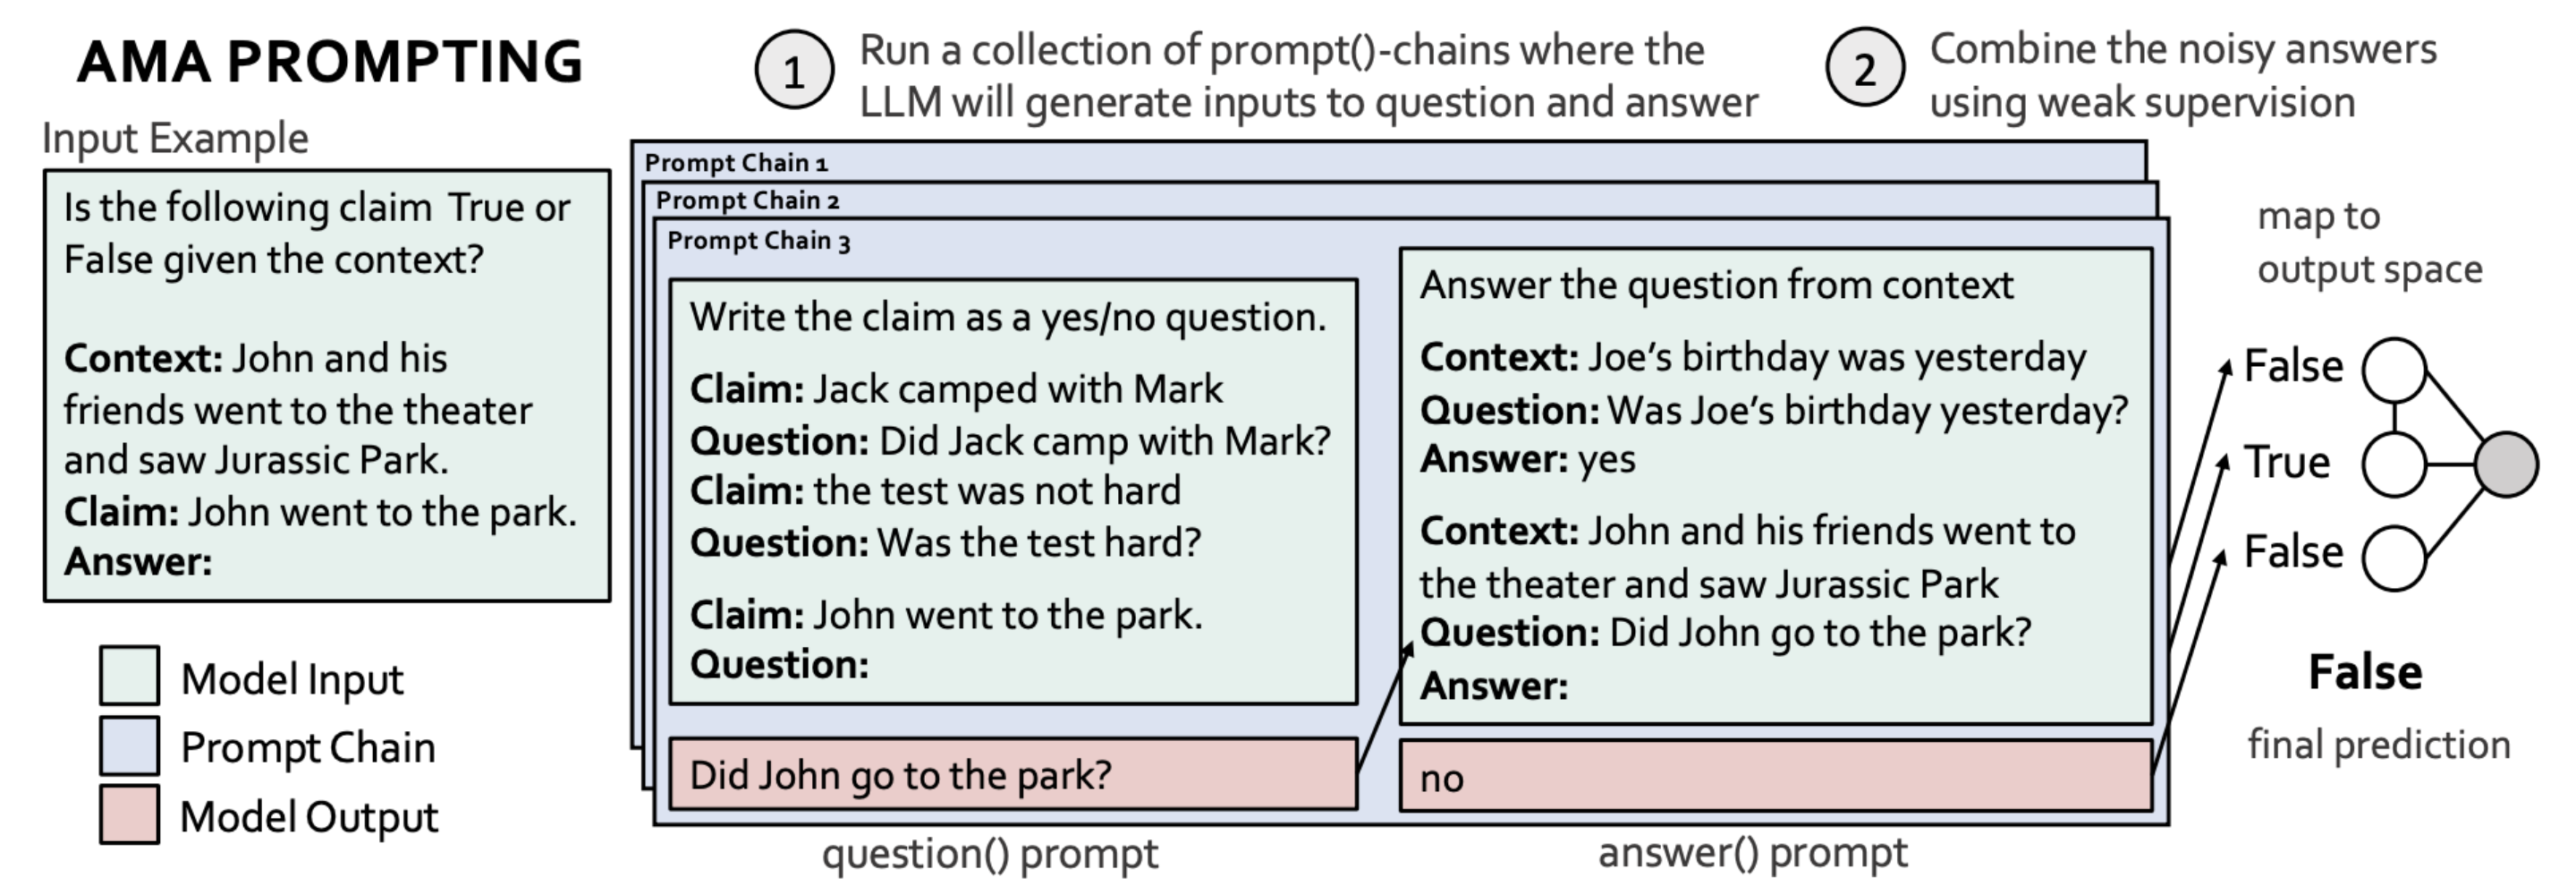 AMA PROMPTING
1
Run a collection of prompt()-chains where the
LLM will generate inputs to question and answer
2
Combine the noisy answers
using weak supervision
Input Example
Is the following claim True or
False given the context?
Context: John and his
friends went to the theater
and saw Jurassic Park.
Claim: John went to the park.
Answer:
Model Input
Prompt Chain
Model Output
Prompt Chain 1
Prompt Chain 2
Prompt Chain 3
Write the claim as a yes/no question.
Claim: Jack camped with Mark
Question: Did Jack camp with Mark?
Claim: the test was not hard
Question: Was the test hard?
Claim: John went to the park.
Question:
Did John go to the park?
question() prompt
Answer the question from context
Context: Joe's birthday was yesterday
Question: Was Joe's birthday yesterday?
Answer: yes
Context: John and his friends went to
the theater and saw Jurassic Park
Question: Did John go to the park?
Answer:
no
answer() prompt
map to
output space
False
True
False
False
final prediction